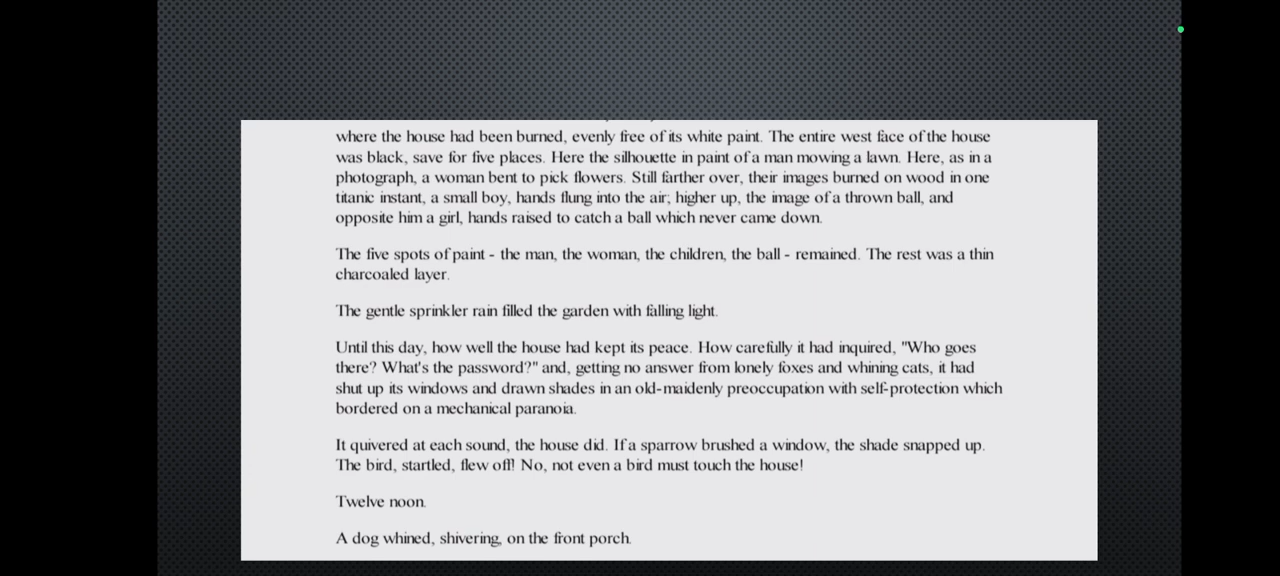 where the house had been burned, evenly free of its white paint. The entire west face of the house
was black, save for five places. Here the silhouette in paint of a man mowing a lawn. Here, as in a
photograph, a woman bent to pick flowers. Still farther over, their images burned on wood in one
titanic instant, a small boy, hands flung into the air; higher up, the image of a thrown ball, and
opposite him a girl, hands raised to catch a ball which never came down.
The five spots of paint - the man, the woman, the children, the ball - remained. The rest was a thin
charcoaled layer.
The gentle sprinkler rain filled the garden with falling light.
Until this day, how well the house had kept its peace. How carefully it had inquired, "Who goes
there? What's the password?" and, getting no answer from lonely foxes and whining cats, it had
shut up its windows and drawn shades in an old-maidenly preoccupation with self-protection which
bordered on a mechanical paranoia.
It quivered at each sound, the house did. If a sparrow brushed a window, the shade snapped up.
The bird, startled, flew off! No, not even a bird must touch the house!
Twelve noon.
A dog whined, shivering, on the front porch.